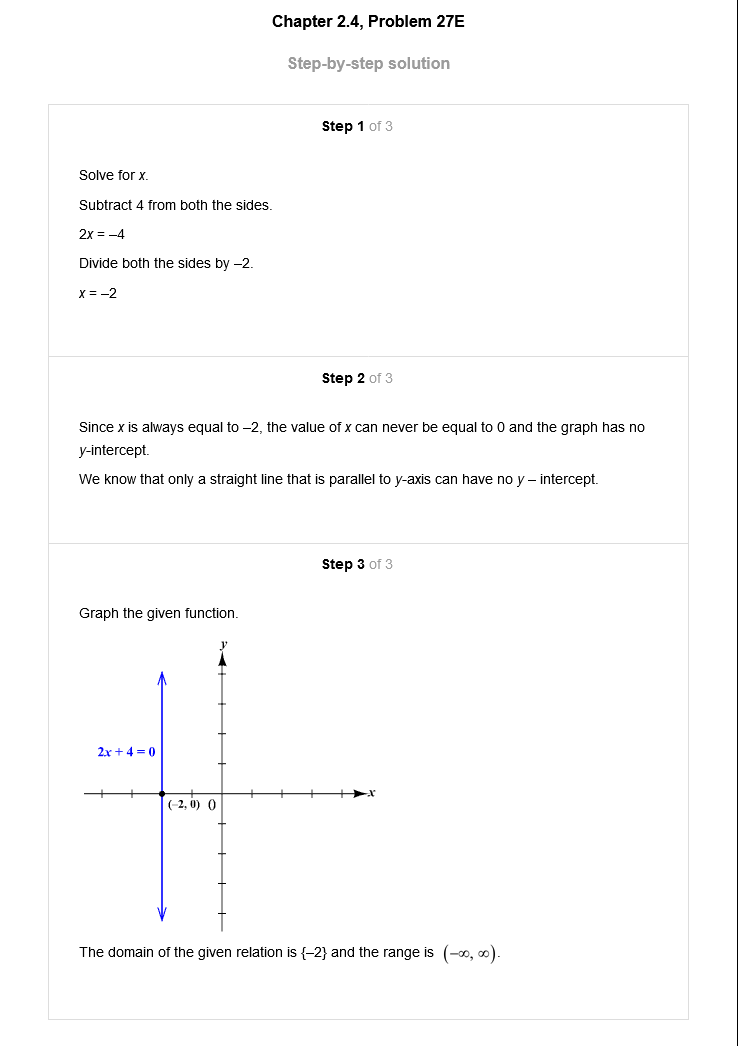 Chapter 2.4, Problem 27E
Step-by-step solution
Step 1 of 3
Solve for x.
Subtract 4 from both the sides.
2x = –4
Divide both the sides by –2.
x = –2
Step 2 of 3
Since x is always equal to –2, the value of x can never be equal to 0 and the graph has no
y-intercept.
We know that only a straight line that is parallel to y-axis can have no y – intercept.
Step 3 of 3
Graph the given function.
y
2x + 4 = 0
x
(–2, 0) 0
The domain of the given relation is {–2} and the range is (–∞, ∞).